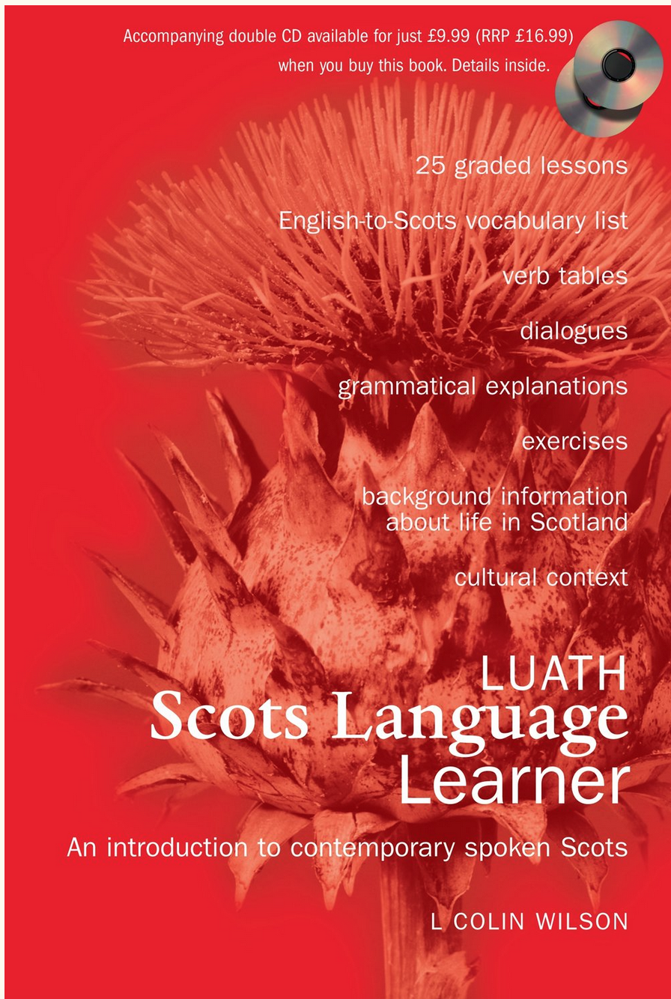 Accompanying double CD available for just £9.99 (RRP £16.99)
when you buy this book. Details inside.
25 graded lessons
English-to-Scots vocabulary list
verb tables
dialogues
grammatical explanations
exercises
background information
about life in Scotland
cultural context
LUATH
Scots Language
Learner
An introduction to contemporary spoken Scots
L COLIN WILSON